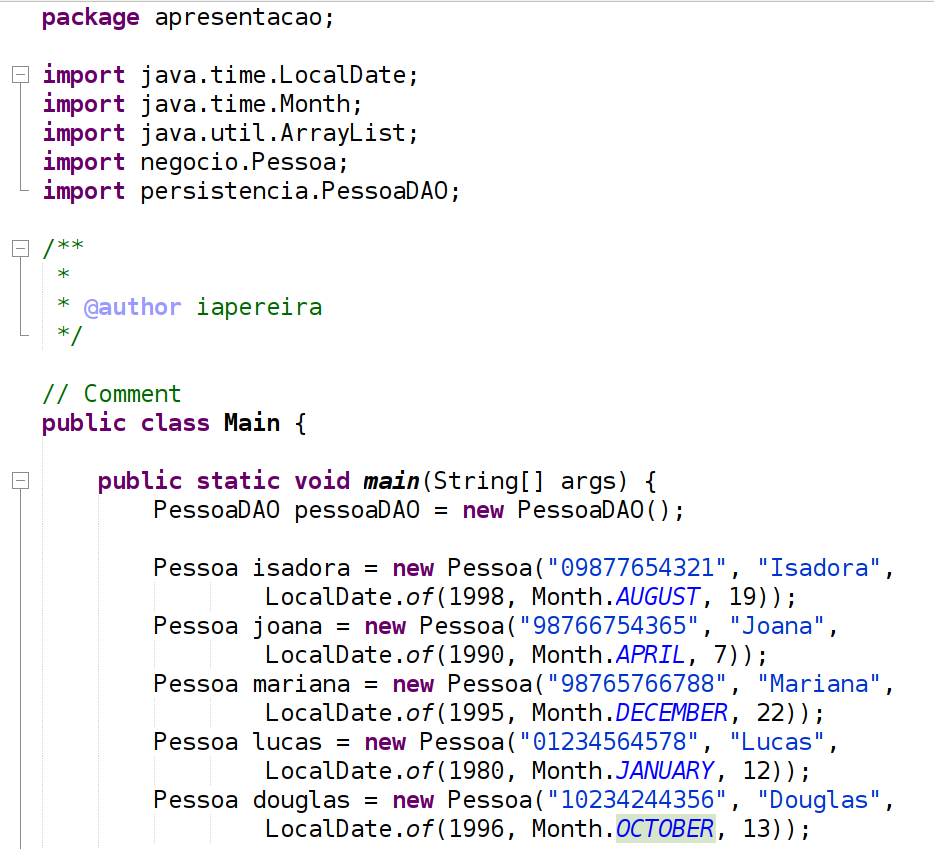 package apresentacao;
import java.time.LocalDate;
import java.time.Month;
import java.util.ArrayList;
import negocio.Pessoa;
import persistencia.PessoaDAO;
/**
 *
 * @author iapereira
 */
// Comment
public class Main {
    public static void main(String[] args) {
        PessoaDAO pessoaDAO = new PessoaDAO();
        Pessoa isadora = new Pessoa("09877654321", "Isadora",
                LocalDate.of(1998, Month.AUGUST, 19));
        Pessoa joana = new Pessoa("98766754365", "Joana",
                LocalDate.of(1990, Month.APRIL, 7));
        Pessoa mariana = new Pessoa("98765766788", "Mariana",
                LocalDate.of(1995, Month.DECEMBER, 22));
        Pessoa lucas = new Pessoa("01234564578", "Lucas",
                LocalDate.of(1980, Month.JANUARY, 12));
        Pessoa douglas = new Pessoa("10234244356", "Douglas",
                LocalDate.of(1996, Month.OCTOBER, 13));